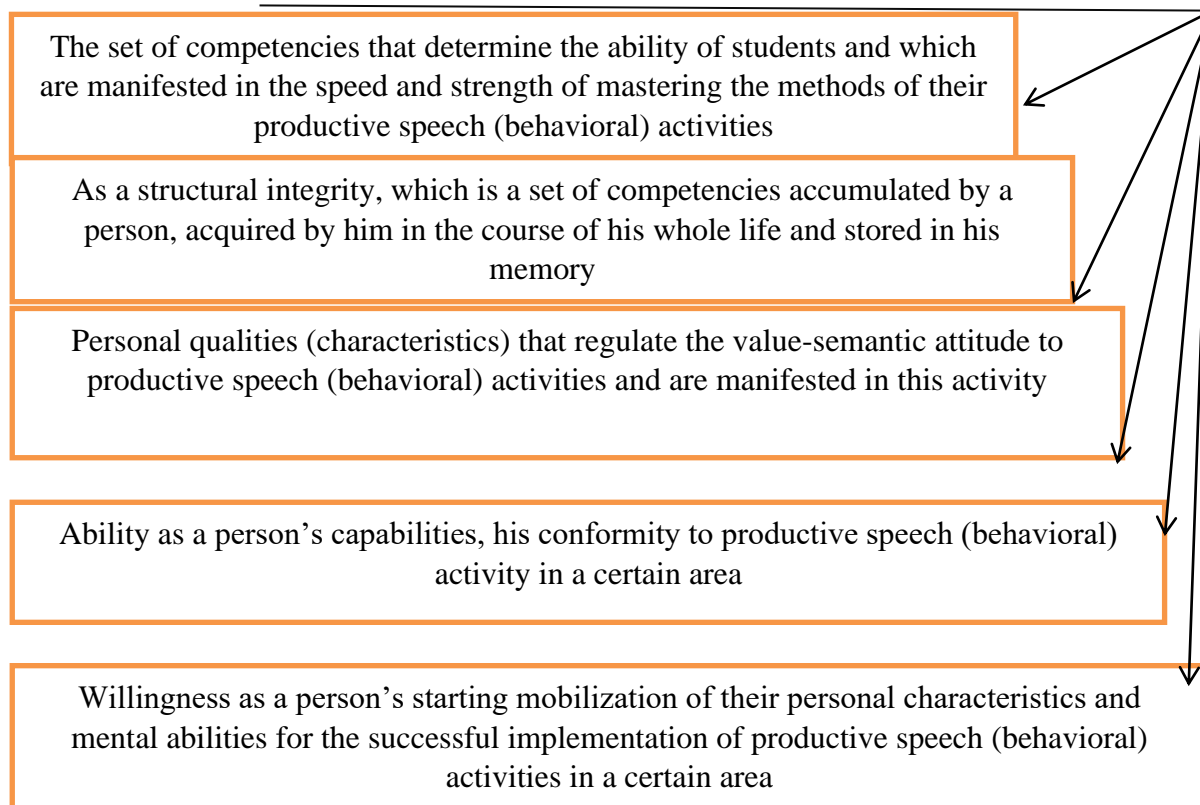 The set of competencies that determine the ability of students and which
are manifested in the speed and strength of mastering the methods of their
productive speech (behavioral) activities
As a structural integrity, which is a set of competencies accumulated by a
person, acquired by him in the course of his whole life and stored in his
memory
Personal qualities (characteristics) that regulate the value-semantic attitude to
productive speech (behavioral) activities and are manifested in this activity
Ability as a person’s capabilities, his conformity to productive speech (behavioral)
activity in a certain area
Willingness as a person’s starting mobilization of their personal characteristics and
mental abilities for the successful implementation of productive speech (behavioral)
activities in a certain area